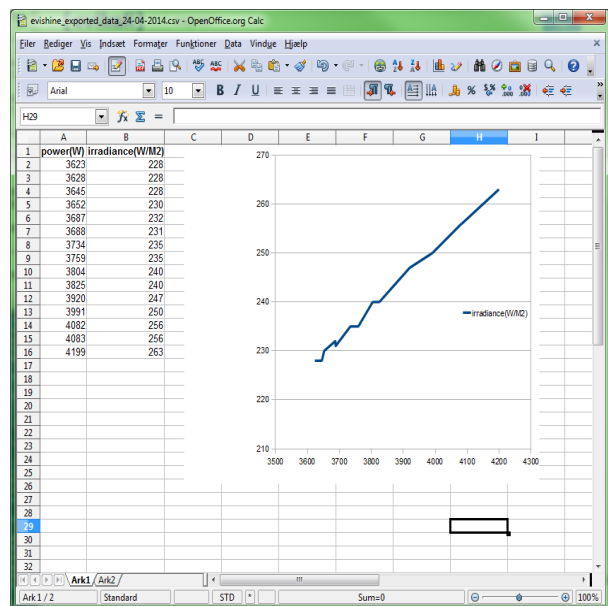 evishine_exported_data_24-04-2014.csv - OpenOffice.org Calc
Filer Rediger Vis Indsæt Formater Funktioner Data Vindue Hjælp
Arial 10 B I U
H29
A B C D E F G H I
1 power(W) irradiance(W/M2)
2 3623 228
3 3628 228
4 3645 228
5 3652 230
6 3687 232
7 3688 231
8 3734 235
9 3759 235
10 3804 240
11 3825 240
12 3920 247
13 3991 250
14 4082 256
15 4083 256
16 4199 263
17
18
19
20
21
22
23
24
25
26
27
28
29
30
31
32
270
260
250
240
230
220
210
3500 3600 3700 3800 3900 4000 4100 4200 4300
irradiance(W/M2)
Ark1 Ark2
Ark 1 / 2 Standard STD * Sum=0 100%